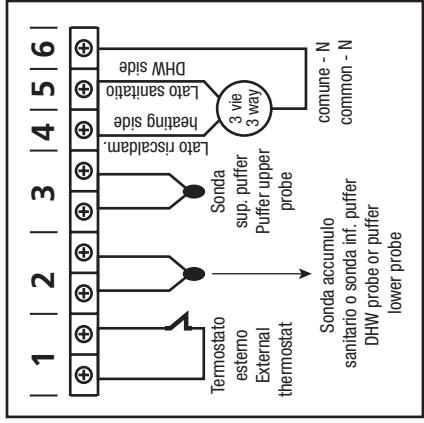 1
2
3
4
5
6
Termostato
esterno
External
thermostat
Sonda accumulo
sanitario o sonda inf. puffer
DHW probe or puffer
lower probe
Sonda
sup. puffer
Puffer upper
probe
Lato riscaldam.
heating side
Lato sanitatio
DHW side
3 vie
3 way
comune - N
common - N